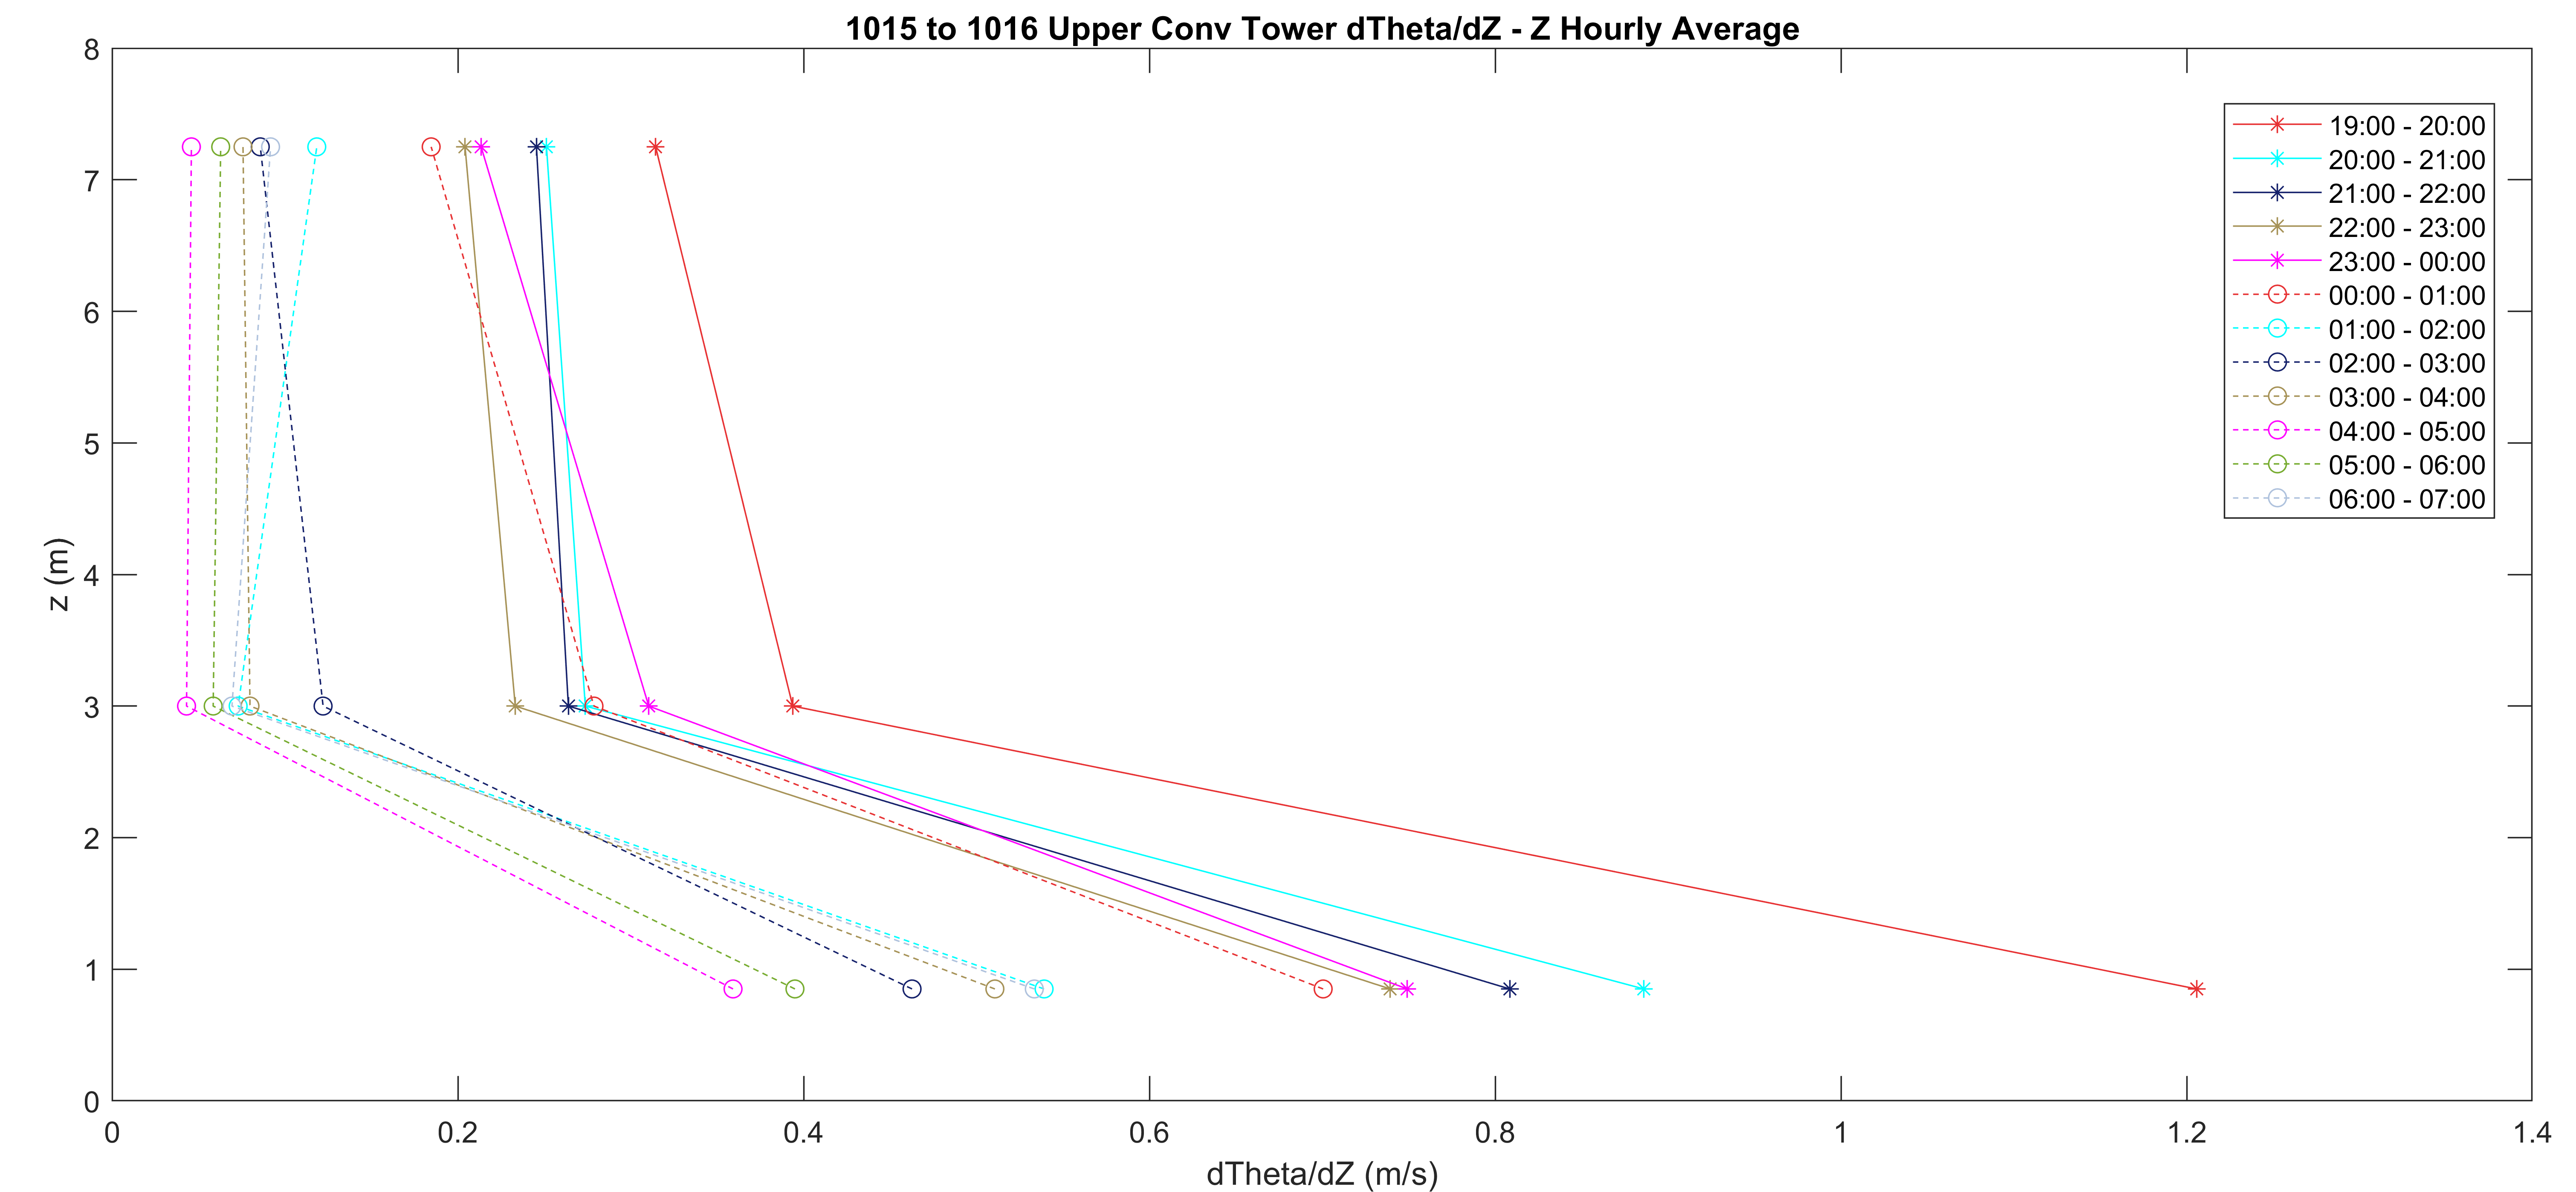 1015 to 1016 Upper Conv Tower dTheta/dZ - Z Hourly Average
8
7
6
5
4
3
2
1
0
z (m)
19:00 - 20:00
20:00 - 21:00
21:00 - 22:00
22:00 - 23:00
23:00 - 00:00
00:00 - 01:00
01:00 - 02:00
02:00 - 03:00
03:00 - 04:00
04:00 - 05:00
05:00 - 06:00
06:00 - 07:00
0 0.2 0.4 0.6 0.8 1 1.2 1.4
dTheta/dZ (m/s)